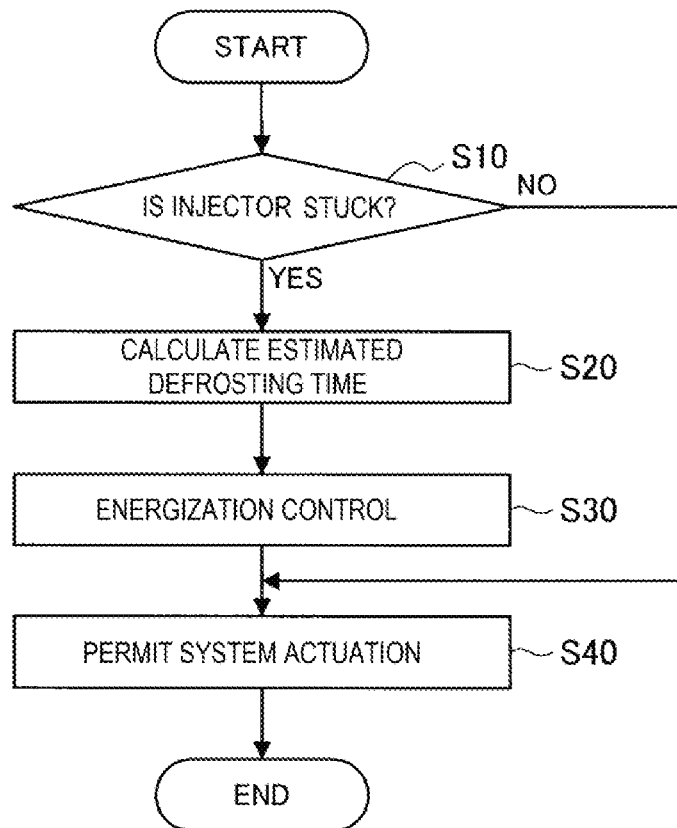 START
S10
IS INJECTOR STUCK?
NO
YES
CALCULATE ESTIMATED
DEFROSTING TIME
S20
ENERGIZATION CONTROL
S30
PERMIT SYSTEM ACTUATION
S40
END